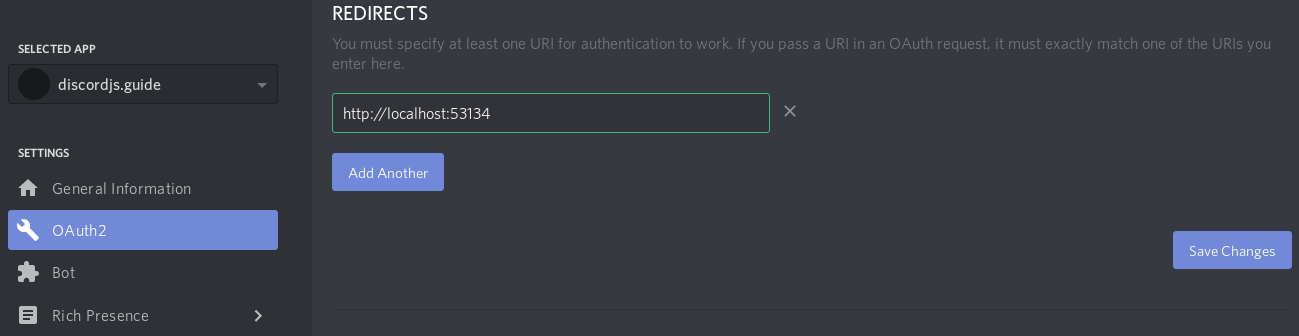 SELECTED APP
discordjs.guide
SETTINGS
General Information
OAuth2
Bot
Rich Presence
REDIRECTS
You must specify at least one URI for authentication to work. If you pass a URI in an OAuth request, it must exactly match one of the URIs you
enter here.
http://localhost:53134
Add Another
Save Changes